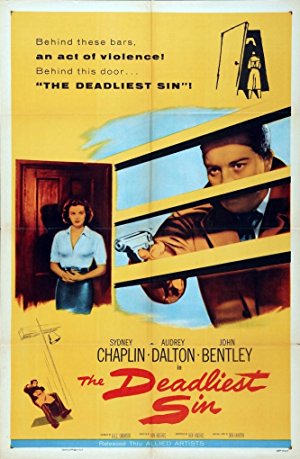 Behind these bars,
an act of violence!
Behind this door...
"THE DEADLIEST SIN"!
SYDNEY AUDREY JOHN
CHAPLIN · DALTON · BENTLEY
in
The Deadliest
Sin
Released Thru ALLIED ARTISTS